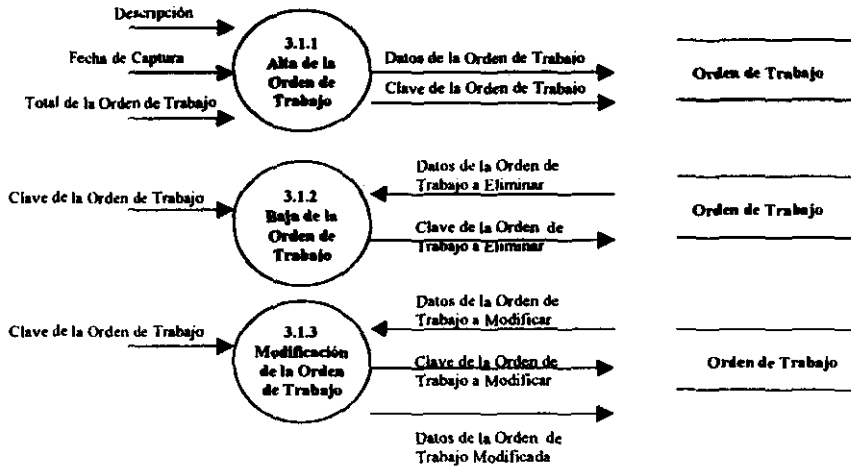 Descripción
Fecha de Captura
Total de la Orden de Trabajo
3.1.1
Alta de la
Orden de
Trabajo
Datos de la Orden de Trabajo
Clave de la Orden de Trabajo
Orden de Trabajo
Clave de la Orden de Trabajo
3.1.2
Baja de la
Orden de
Trabajo
Datos de la Orden de
Trabajo a Eliminar
Clave de la Orden de
Trabajo a Eliminar
Orden de Trabajo
Clave de la Orden de Trabajo
3.1.3
Modificación
de la Orden
de Trabajo
Datos de la Orden de
Trabajo a Modificar
Clave de la Orden de
Trabajo a Modificar
Datos de la Orden de
Trabajo Modificada
Orden de Trabajo